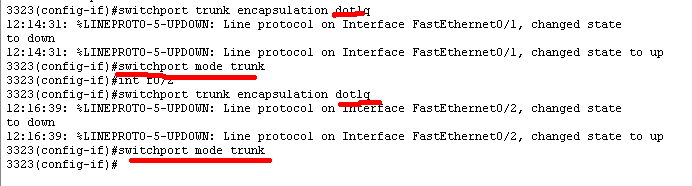 3323(config-if)#switchport trunk encapsulation dot1q
12:14:31: %LINEPROTO-5-UPDOWN: Line protocol on Interface FastEthernet0/1, changed state
to down
12:14:31: %LINEPROTO-5-UPDOWN: Line protocol on Interface FastEthernet0/1, changed state to up
3323(config-if)#switchport mode trunk
3323(config-if)#int f0/2
3323(config-if)#switchport trunk encapsulation dot1q
12:16:39: %LINEPROTO-5-UPDOWN: Line protocol on Interface FastEthernet0/2, changed state
to down
12:16:39: %LINEPROTO-5-UPDOWN: Line protocol on Interface FastEthernet0/2, changed state to up
3323(config-if)#switchport mode trunk
3323(config-if)#